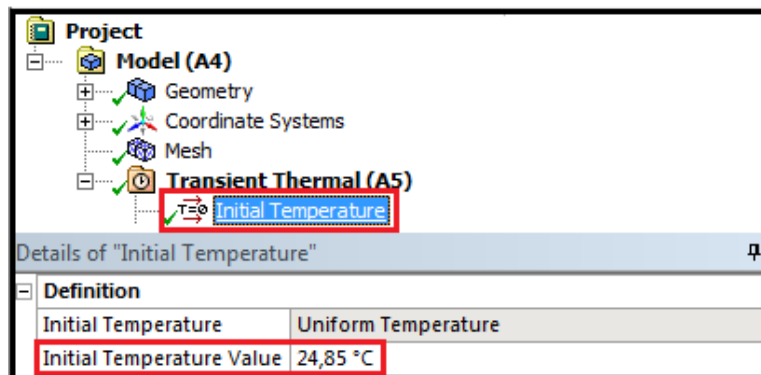 Project
Model (A4)
Geometry
Coordinate Systems
Mesh
Transient Thermal (A5)
T=0 Initial Temperature
Details of "Initial Temperature"
Definition
Initial Temperature Uniform Temperature
Initial Temperature Value 24,85 °C